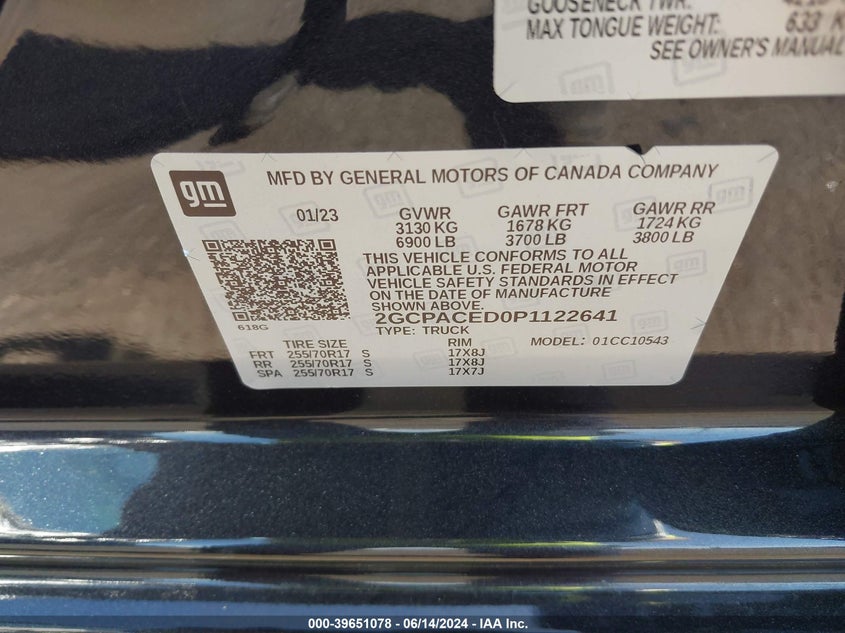 GOOSENECK TWR:
MAX TONGUE WEIGHT: 633 K
SEE OWNER'S MANUAL
gm
MFD BY GENERAL MOTORS OF CANADA COMPANY
01/23 GVWR GAWR FRT GAWR RR
3130 KG 1678 KG 1724 KG
6900 LB 3700 LB 3800 LB
THIS VEHICLE CONFORMS TO ALL
APPLICABLE U.S. FEDERAL MOTOR
VEHICLE SAFETY STANDARDS IN EFFECT
ON THE DATE OF MANUFACTURE
SHOWN ABOVE.
618G
2GCPACED0P1122641
TYPE: TRUCK
TIRE SIZE RIM MODEL: 01CC10543
FRT 255/70R17 S 17X8J
RR 255/70R17 S 17X8J
SPA 255/70R17 S 17X7J
000-39651078 - 06/14/2024 - IAA Inc.